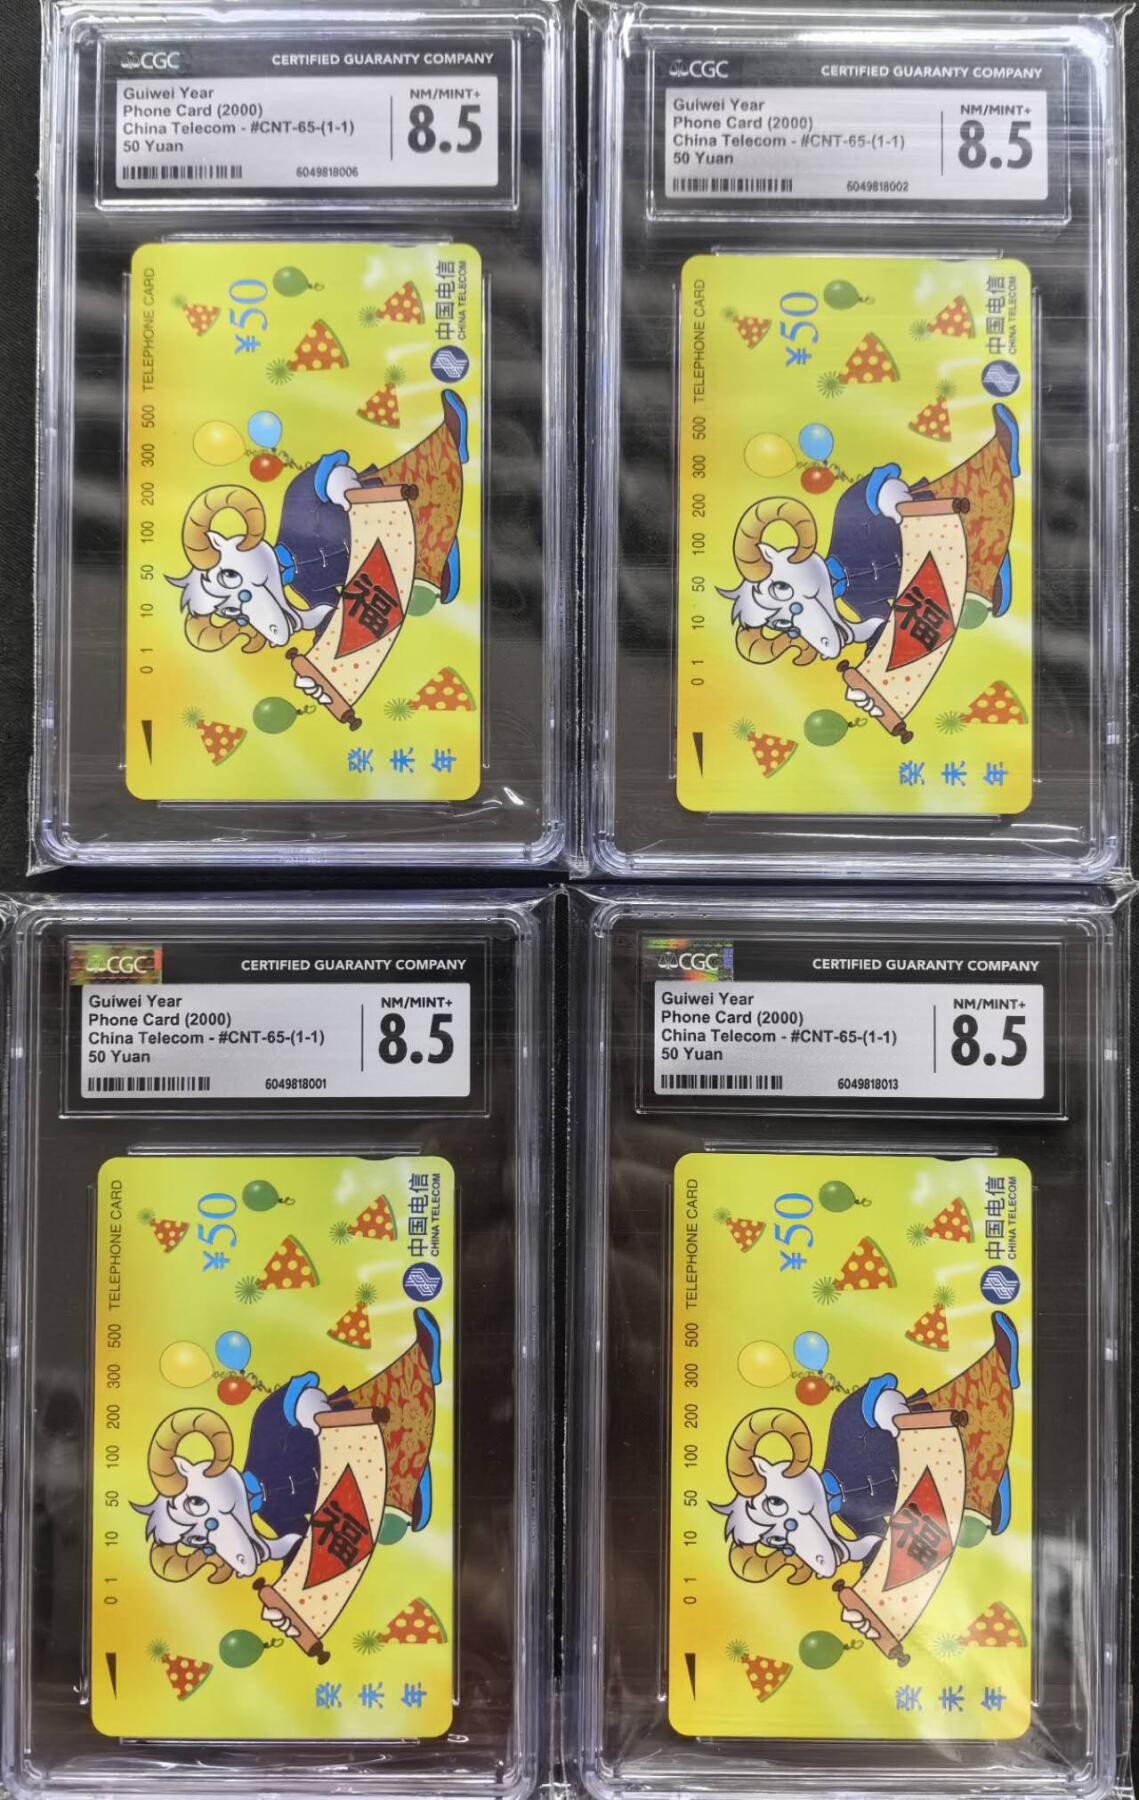 CGC CERTIFIED GUARANTY COMPANY
Guiwei Year
Phone Card (2000)
China Telecom - #CNT-65-(1-1)
50 Yuan
NM/MINT+
8.5
6049818006
TELEPHONE CARD
0 1 10 50 100 200 300 500
¥50
中国电信
CHINA TELECOM
福
癸未年
CGC CERTIFIED GUARANTY COMPANY
Guiwei Year
Phone Card (2000)
China Telecom - #CNT-65-(1-1)
50 Yuan
NM/MINT+
8.5
6049818002
TELEPHONE CARD
0 1 10 50 100 200 300 500
¥50
中国电信
CHINA TELECOM
福
癸未年
CGC CERTIFIED GUARANTY COMPANY
Guiwei Year
Phone Card (2000)
China Telecom - #CNT-65-(1-1)
50 Yuan
NM/MINT+
8.5
6049818001
TELEPHONE CARD
0 1 10 50 100 200 300 500
¥50
中国电信
CHINA TELECOM
福
癸未年
CGC CERTIFIED GUARANTY COMPANY
Guiwei Year
Phone Card (2000)
China Telecom - #CNT-65-(1-1)
50 Yuan
NM/MINT+
8.5
6049818013
TELEPHONE CARD
0 1 10 50 100 200 300 500
¥50
中国电信
CHINA TELECOM
福
癸未年